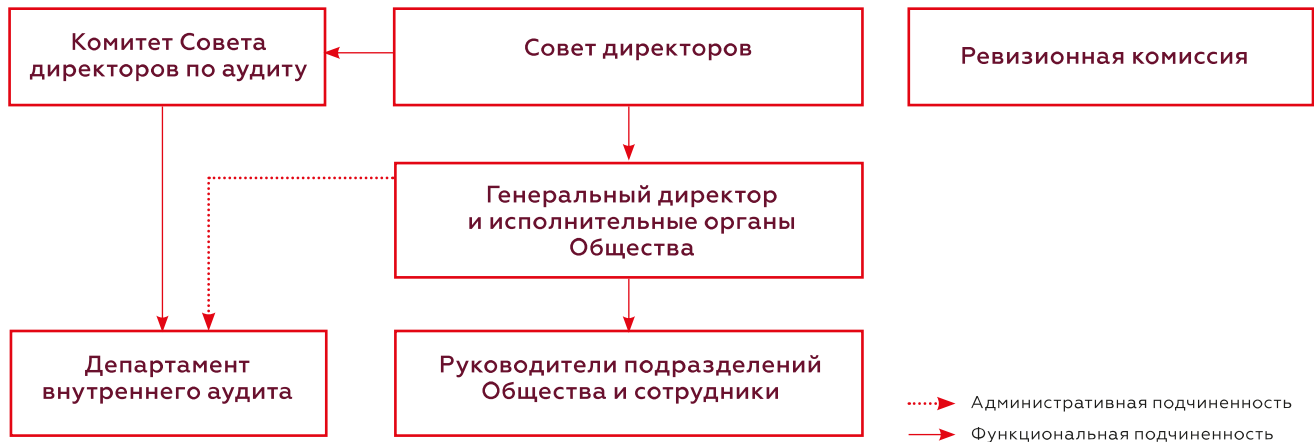 Комитет Совета
директоров по аудиту
Совет директоров
Ревизионная комиссия
Генеральный директор
и исполнительные органы
Общества
Департамент
внутреннего аудита
Руководители подразделений
Общества и сотрудники
Административная подчиненность
Функциональная подчиненность